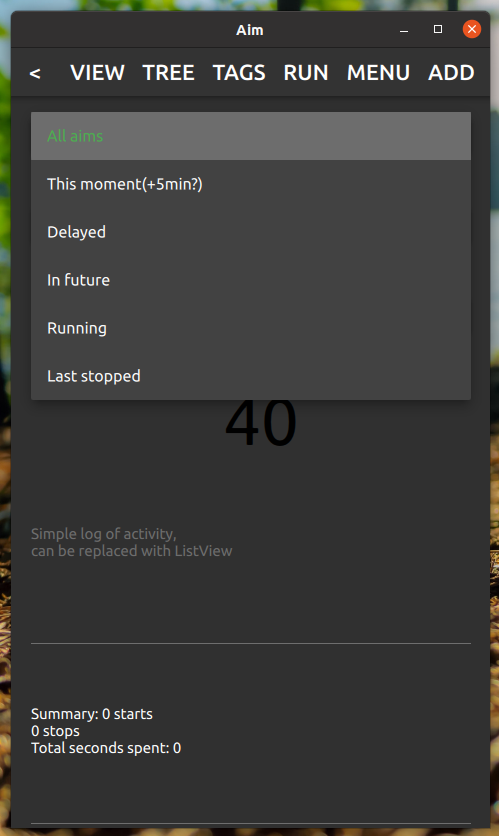 Aim
< VIEW TREE TAGS RUN MENU ADD
All aims
This moment(+5min?)
Delayed
In future
Running
Last stopped
40
Simple log of activity,
can be replaced with ListView
Summary: 0 starts
0 stops
Total seconds spent: 0